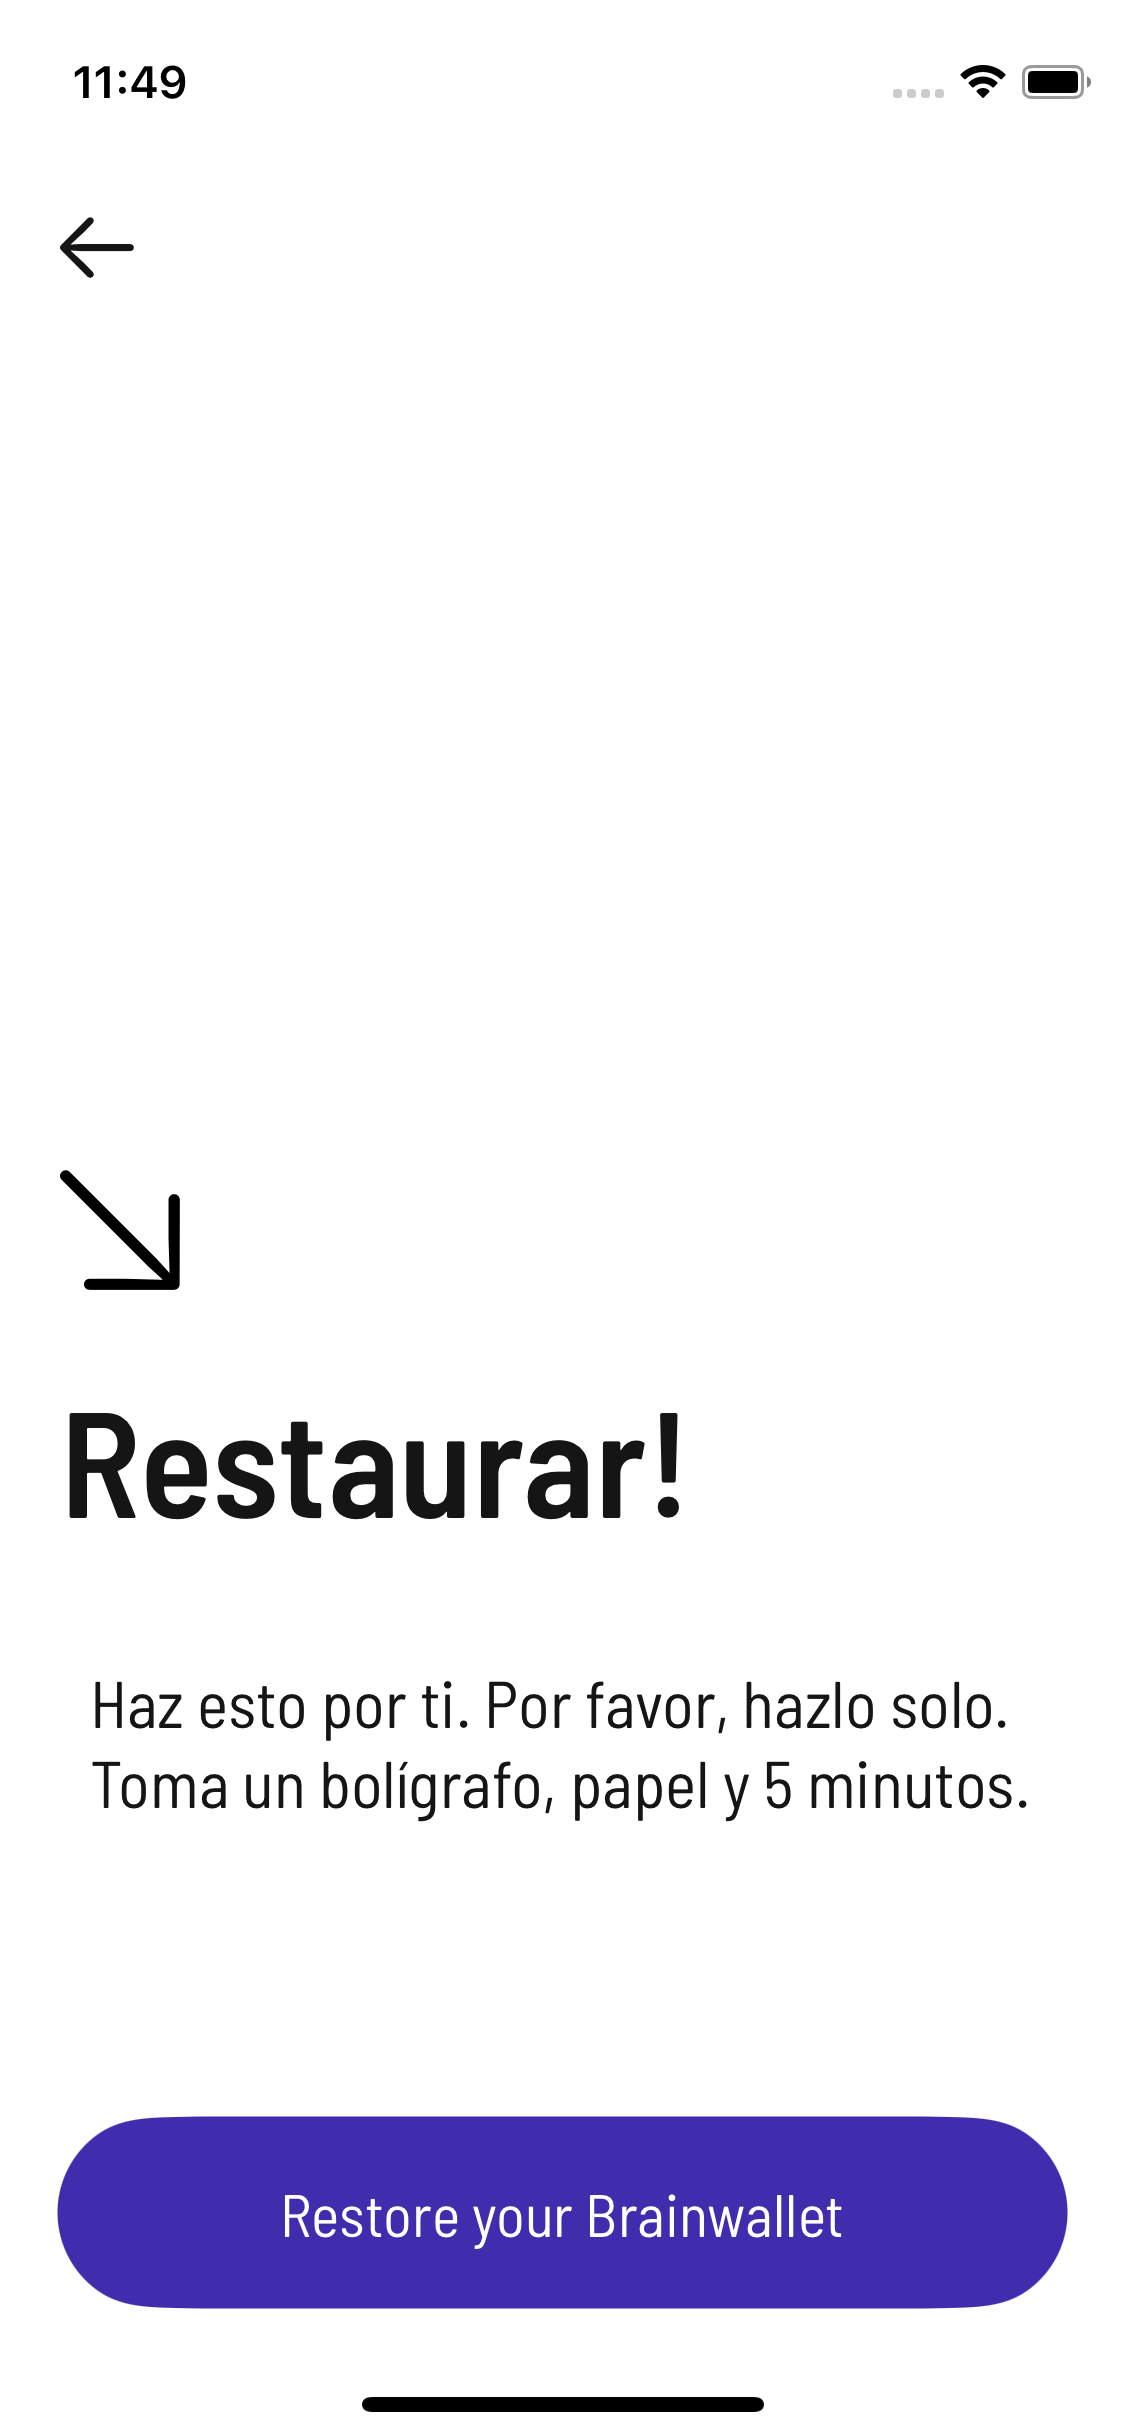 11:49
Restaurar!
Haz esto por ti. Por favor, hazlo solo.
Toma un bolígrafo, papel y 5 minutos.
Restore your Brainwallet